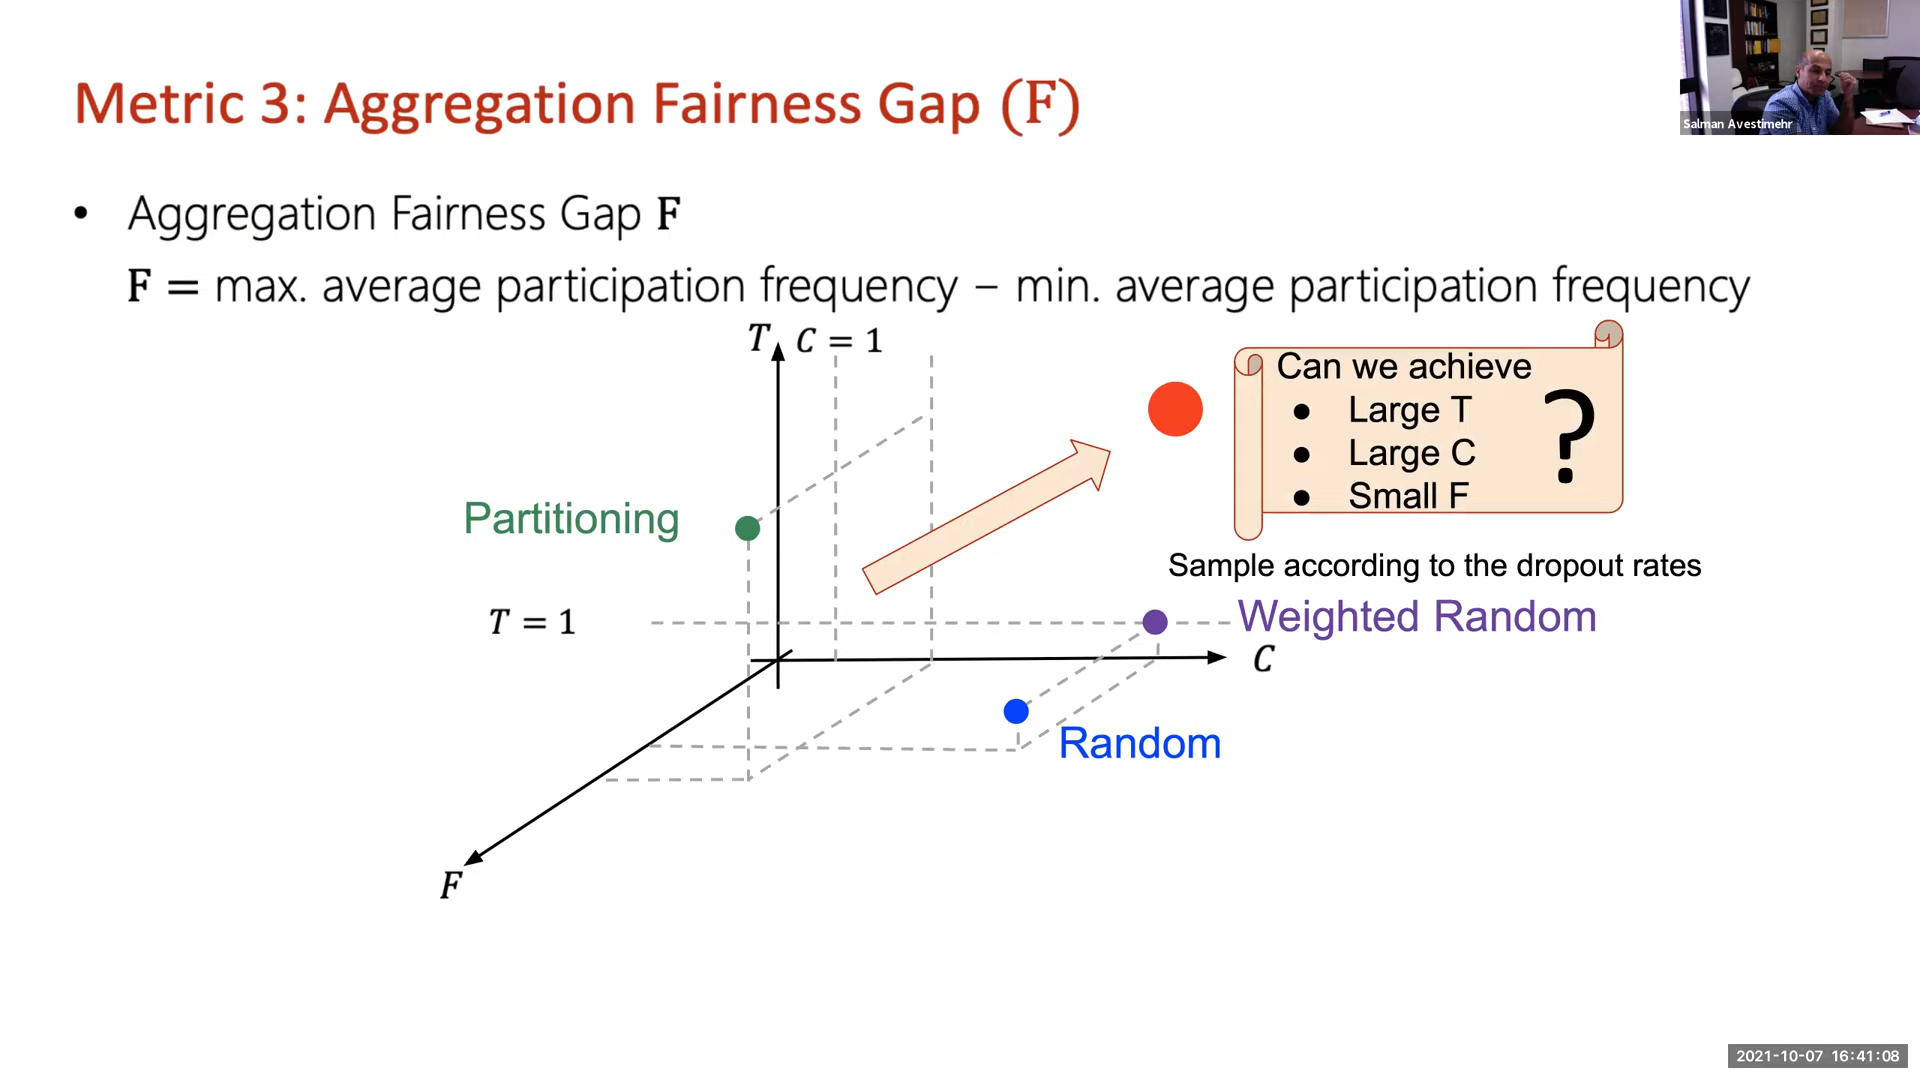 Metric 3: Aggregation Fairness Gap (F)
Salman Avestimehr
• Aggregation Fairness Gap F
F = max. average participation frequency – min. average participation frequency
T C = 1
Can we achieve
● Large T
● Large C
● Small F
?
Partitioning
Sample according to the dropout rates
T = 1
Weighted Random
C
Random
F
2021-10-07 16:41:08